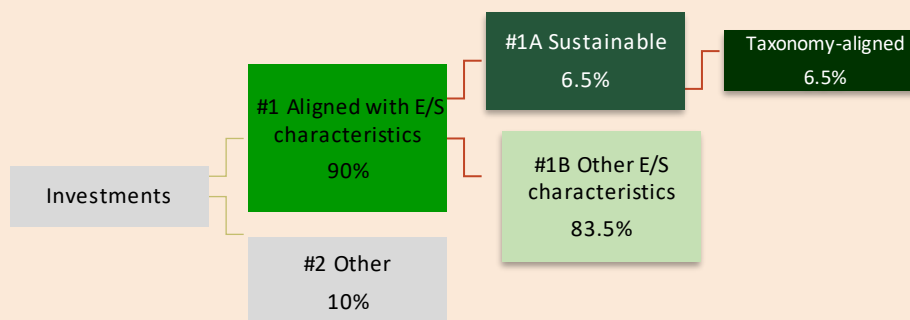 Investments
#1 Aligned with E/S
characteristics
90%
#2 Other
10%
#1A Sustainable
6.5%
#1B Other E/S
characteristics
83.5%
Taxonomy-aligned
6.5%